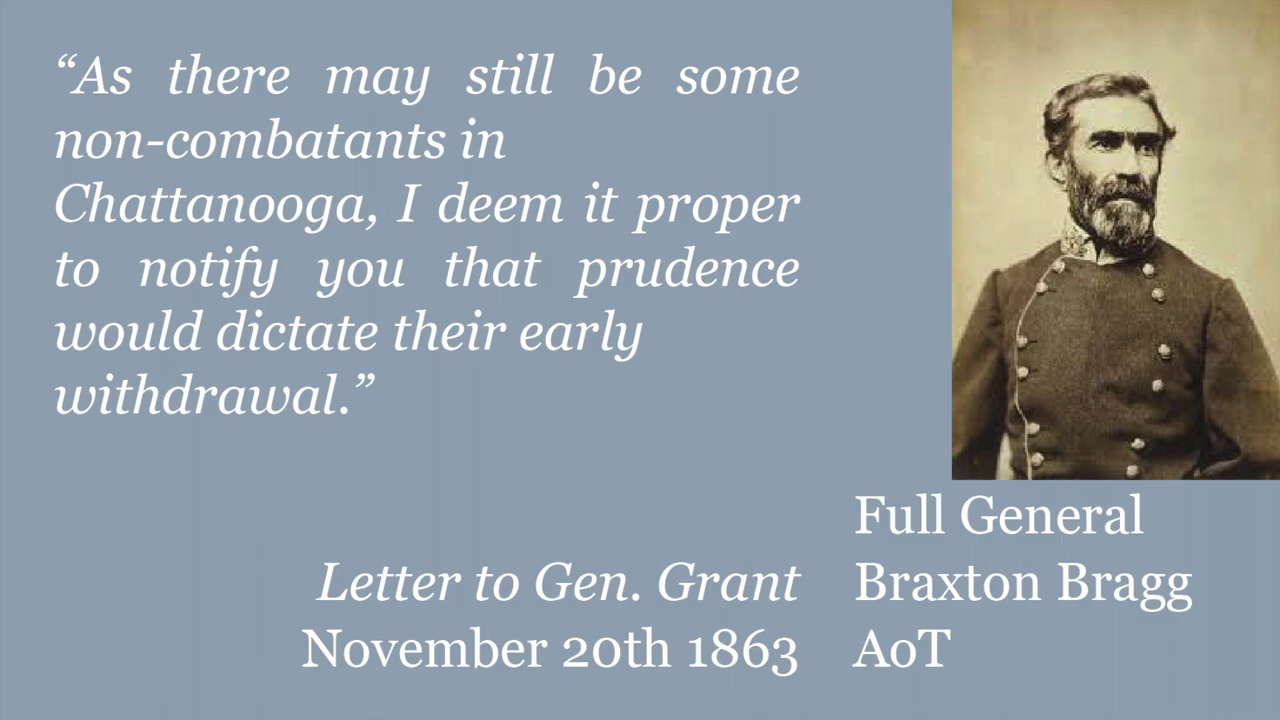 “As there may still be some
non-combatants in
Chattanooga, I deem it proper
to notify you that prudence
would dictate their early
withdrawal.”
Letter to Gen. Grant
November 20th 1863
Full General
Braxton Bragg
AoT